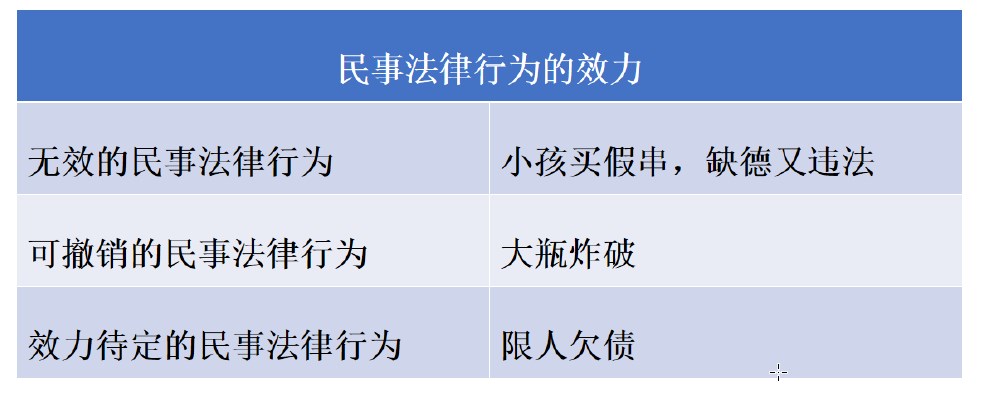 民事法律行为的效力
无效的民事法律行为
小孩买假串，缺德又违法
可撤销的民事法律行为
大瓶炸破
效力待定的民事法律行为
限人欠债